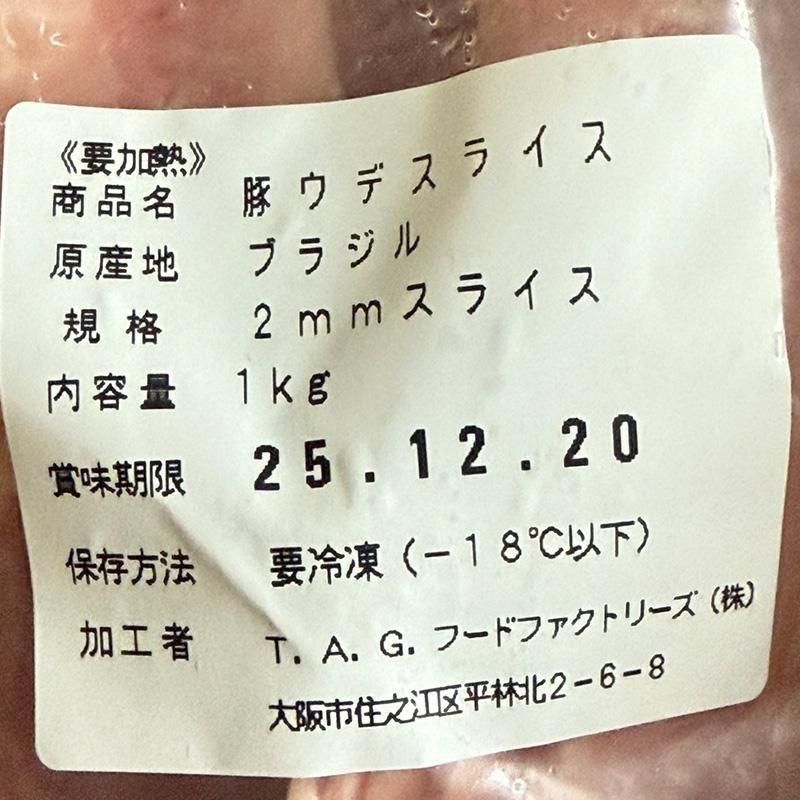 《要加熱》
商品名 豚ウデスライス
原産地 ブラジル
規格 2mmスライス
内容量 1kg
賞味期限 25.12.20
保存方法 要冷凍(-18℃以下)
加工者 T.A.G.フードファクトリーズ(株)
大阪市住之江区平林北2-6-8